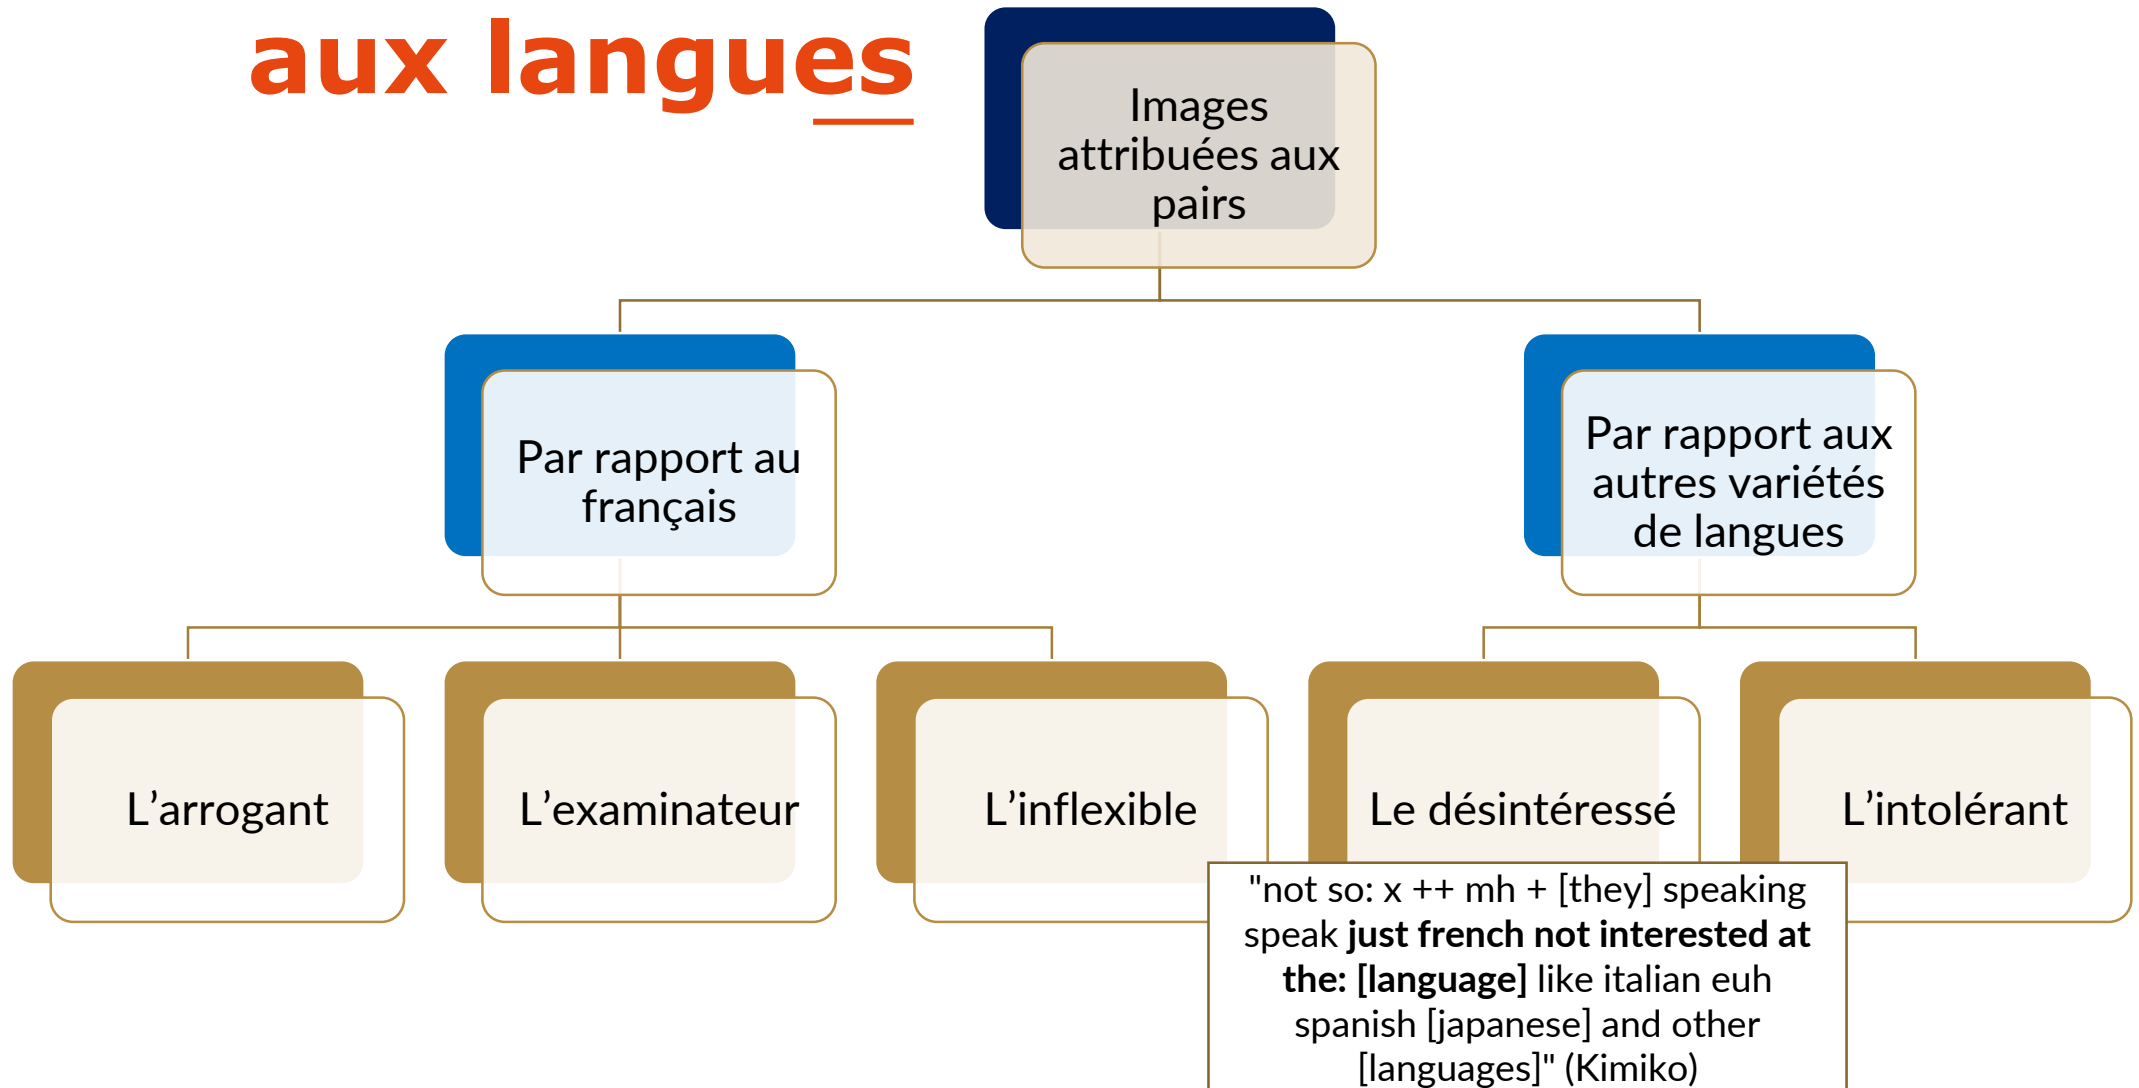 aux langues
Images
attribuées aux
pairs
Par rapport au
français
Par rapport aux
autres variétés
de langues
L’arrogant
L’examinateur
L’inflexible
Le désintéressé
L’intolérant
"not so: x ++ mh + [they] speaking
speak just french not interested at
the: [language] like italian euh
spanish [japanese] and other
[languages]" (Kimiko)